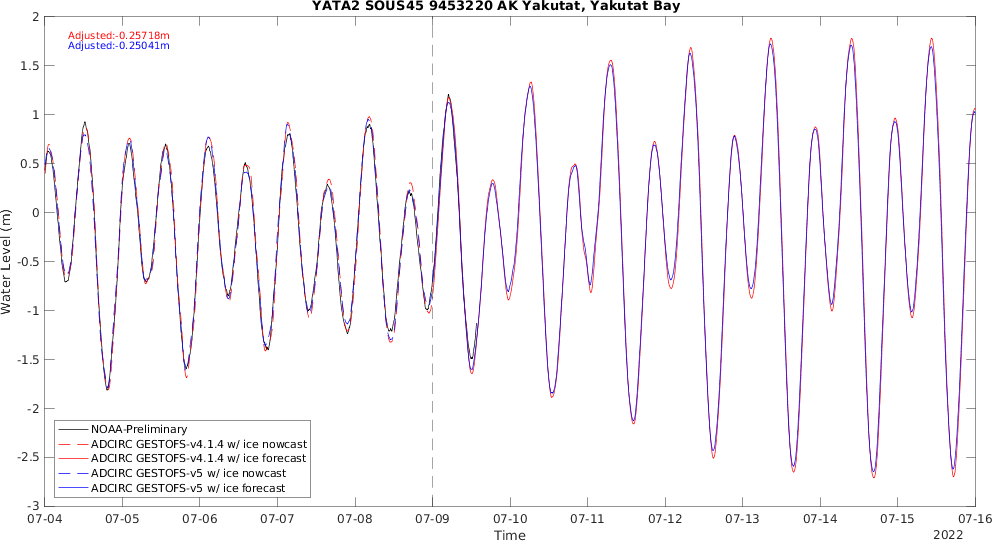 YATA2 SOUS45 9453220 AK Yakutat, Yakutat Bay
Adjusted:-0.25718m
Adjusted:-0.25041m
2
1.5
1
0.5
0
-0.5
-1
-1.5
-2
-2.5
-3
Water Level (m)
NOAA-Preliminary
ADCIRC GESTOFS-v4.1.4 w/ ice nowcast
ADCIRC GESTOFS-v4.1.4 w/ ice forecast
ADCIRC GESTOFS-v5 w/ ice nowcast
ADCIRC GESTOFS-v5 w/ ice forecast
07-04 07-05 07-06 07-07 07-08 07-09 07-10 07-11 07-12 07-13 07-14 07-15 07-16
Time
2022